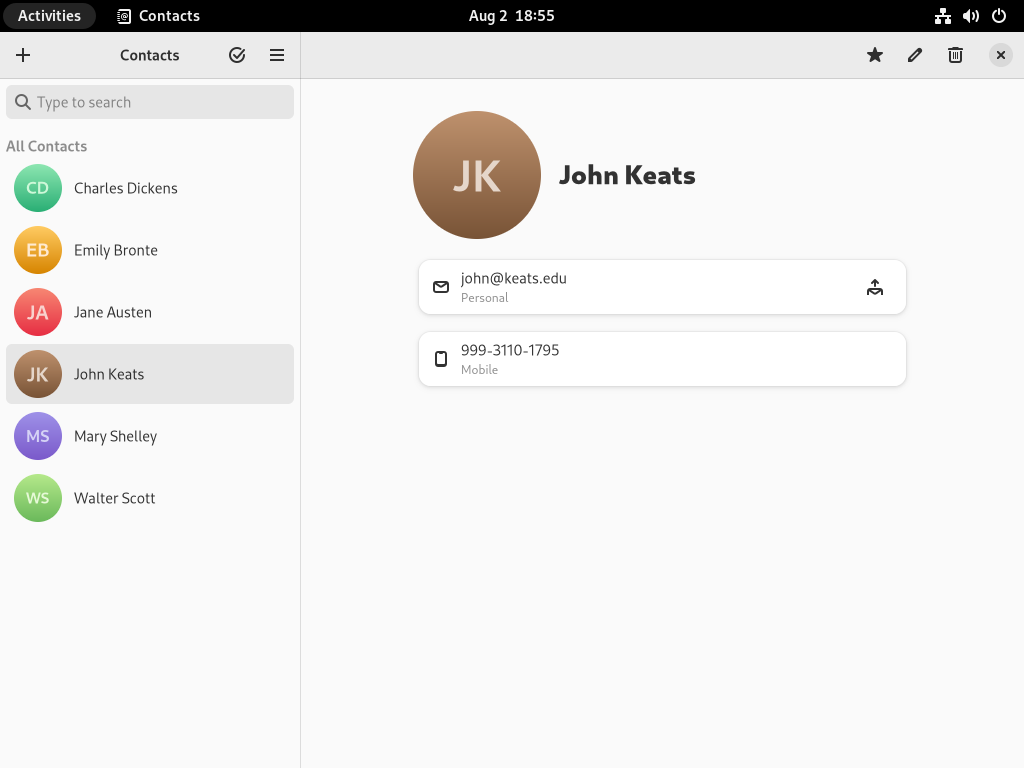 Activities Contacts Aug 2 18:55
Contacts
Type to search
All Contacts
CD Charles Dickens
EB Emily Bronte
JA Jane Austen
JK John Keats
MS Mary Shelley
WS Walter Scott
JK John Keats
john@keats.edu
Personal
999-3110-1795
Mobile